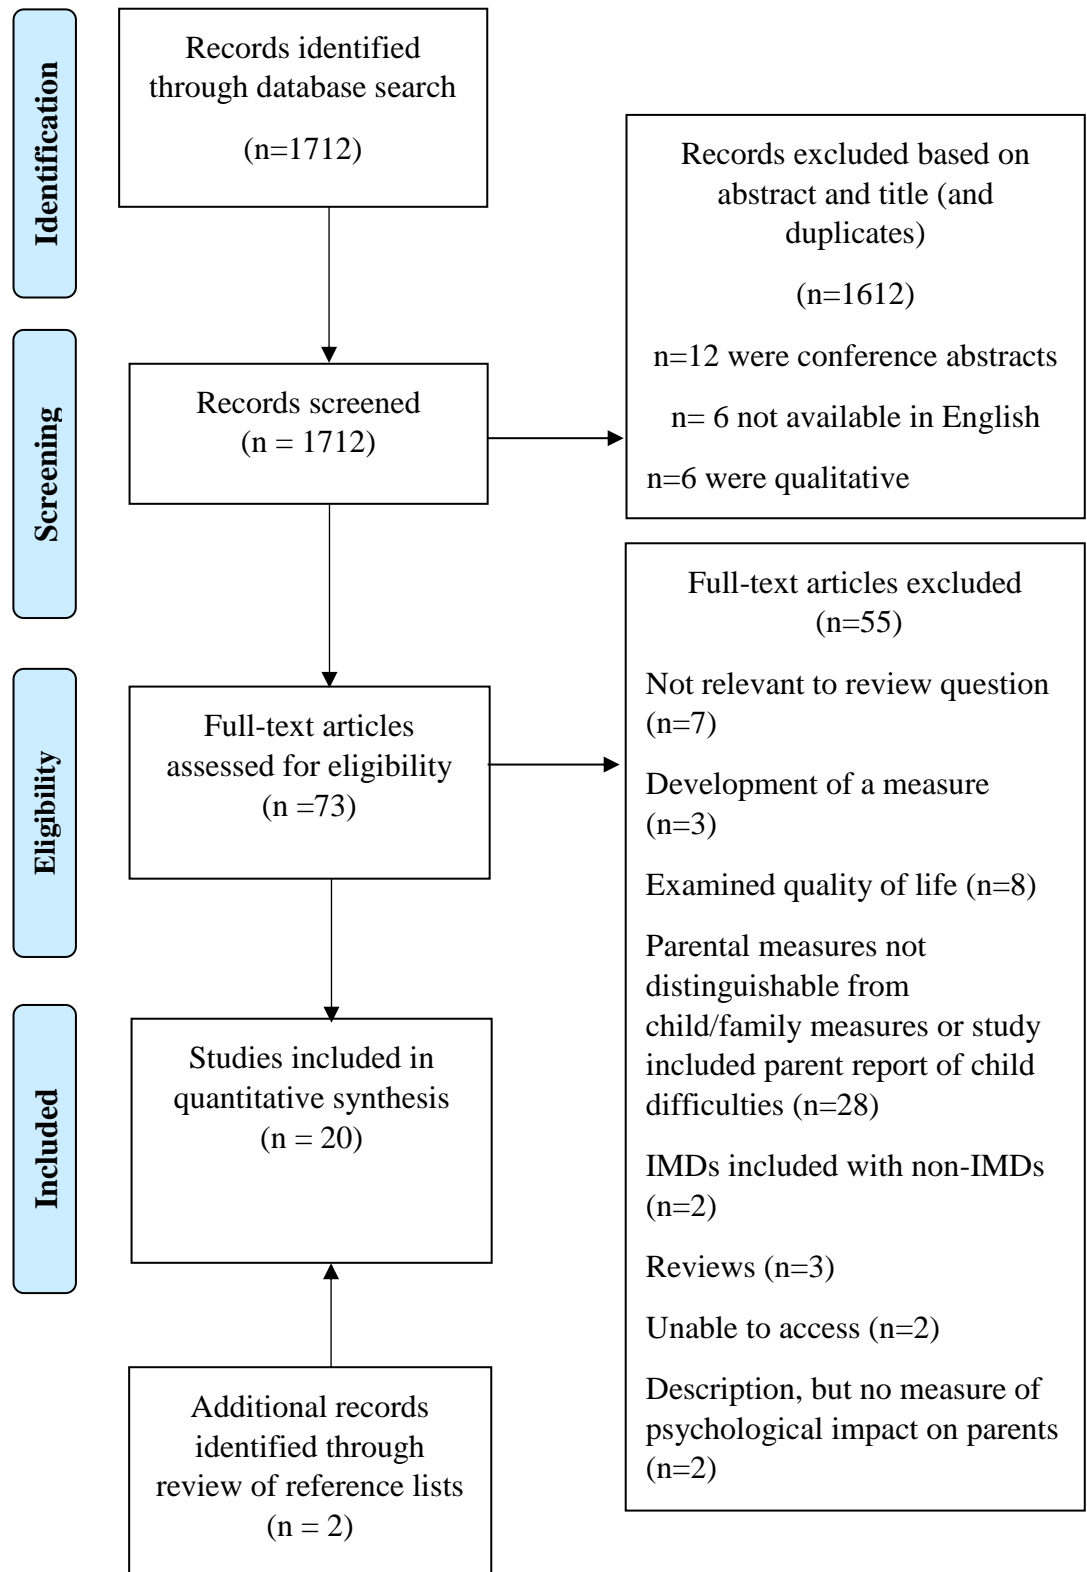 Identification
Records identified
through database search
(n=1712)
Records excluded based on
abstract and title (and
duplicates)
(n=1612)
n=12 were conference abstracts
n= 6 not available in English
n=6 were qualitative
Screening
Records screened
(n = 1712)
Eligibility
Full-text articles
assessed for eligibility
(n =73)
Full-text articles excluded
(n=55)
Not relevant to review question
(n=7)
Development of a measure
(n=3)
Examined quality of life (n=8)
Parental measures not
distinguishable from
child/family measures or study
included parent report of child
difficulties (n=28)
IMDs included with non-IMDs
(n=2)
Reviews (n=3)
Unable to access (n=2)
Description, but no measure of
psychological impact on parents
(n=2)
Included
Studies included in
quantitative synthesis
(n = 20)
Additional records
identified through
review of reference lists
(n = 2)